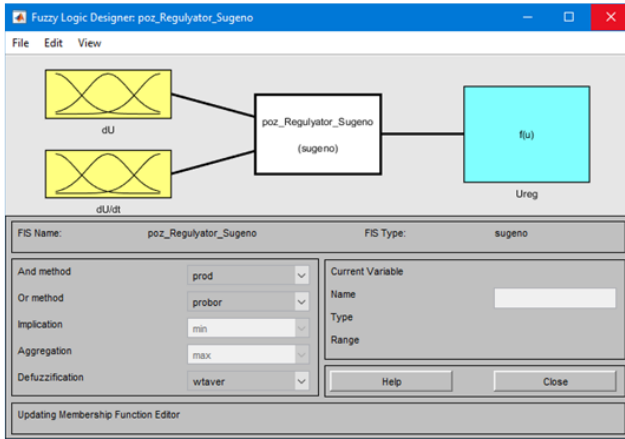 Fuzzy Logic Designer: poz_Regulyator_Sugeno
File Edit View
dU
poz_Regulyator_Sugeno
(sugeno)
f(u)
Ureg
dU/dt
FIS Name: poz_Regulyator_Sugeno FIS Type: sugeno
And method prod
Or method probor
Implication min
Aggregation max
Defuzzification wtaver
Current Variable
Name
Type
Range
Help Close
Updating Membership Function Editor